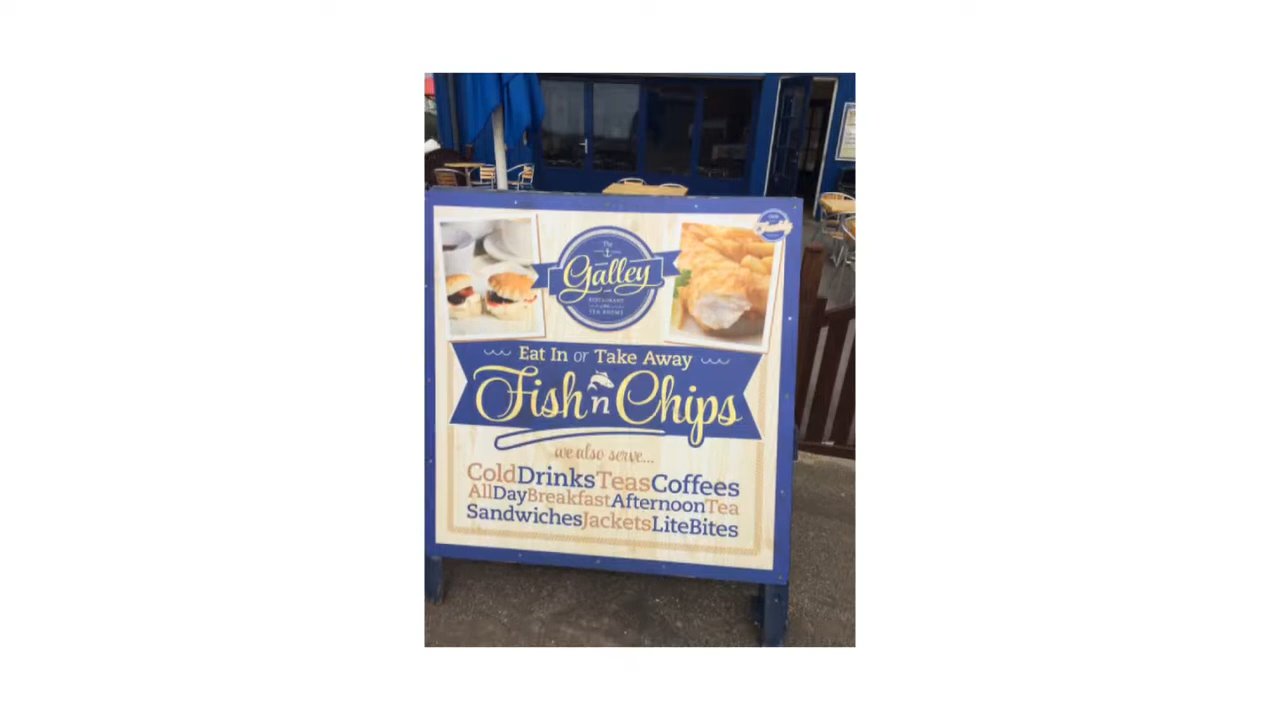 The
Galley
RESTAURANT
TEA ROOMS
Eat In or Take Away
Fish n Chips
we also serve...
ColdDrinksTeasCoffees
AllDayBreakfastAfternoonTea
SandwichesJacketsLiteBites